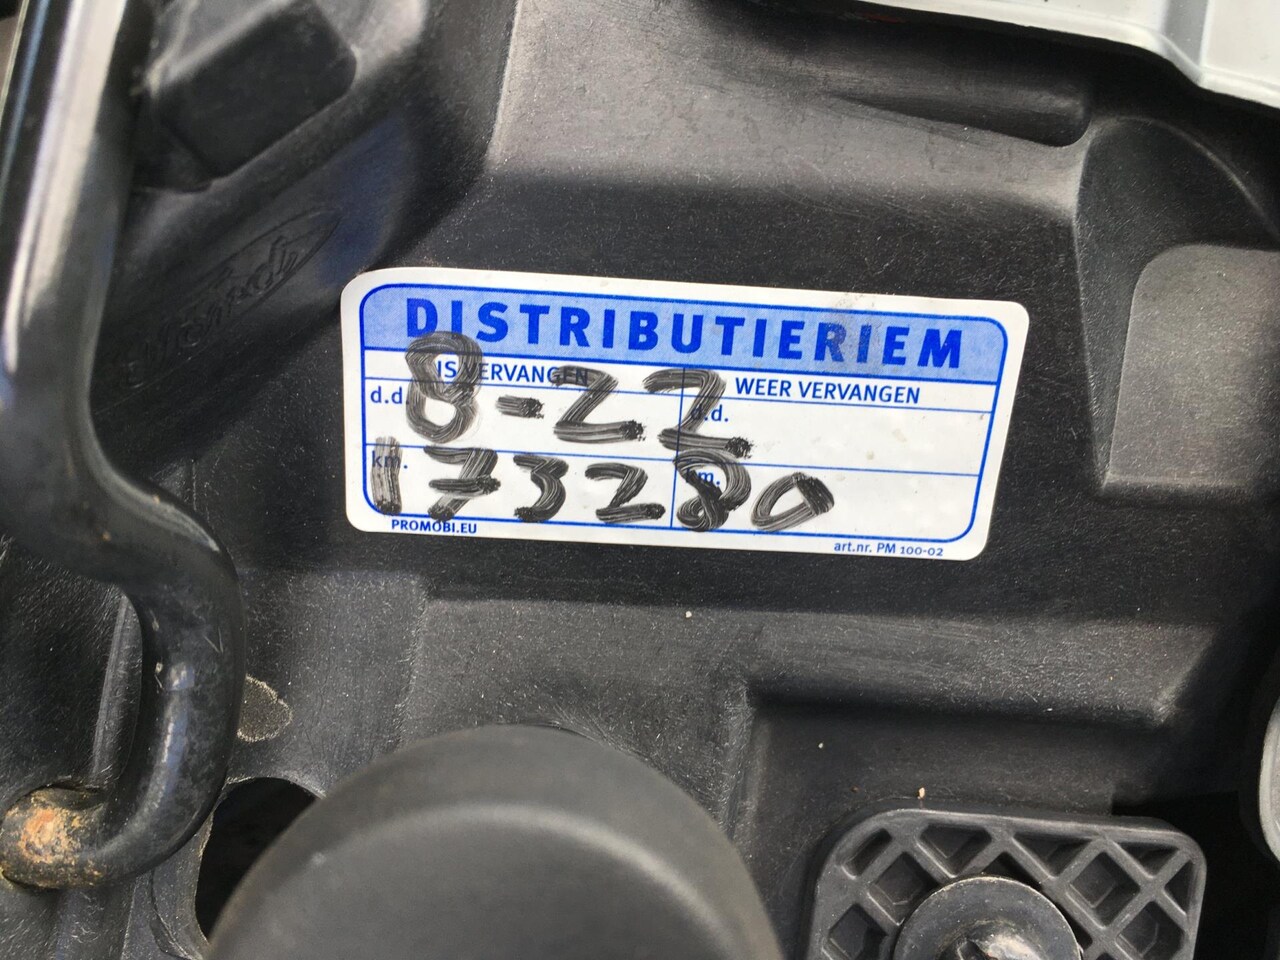 Ford
DISTRIBUTIERIEM
IS VERVANGEN WEER VERVANGEN
d.d. 8-22 d.d.
km. 173280 km.
PROMOBI.EU art.nr. PM 100-02